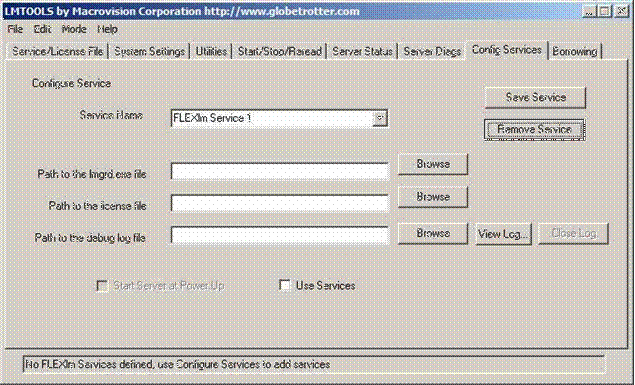 LMTOOLS by Macrovision Corporation http://www.globetrotter.com
File Edit Mode Help
Service/License File System Settings Utilities Start/Stop/Reread Server Status Server Diags Config Services Borrowing
Configure Service
Save Service
Service Name FLEXlm Service 1
Remove Service
Path to the lmgrd.exe file Browse
Path to the license file Browse
Path to the debug log file Browse View Log... Close Log
Start Server at Power Up Use Services
No FLEXlm Services defined, use Configure Services to add services